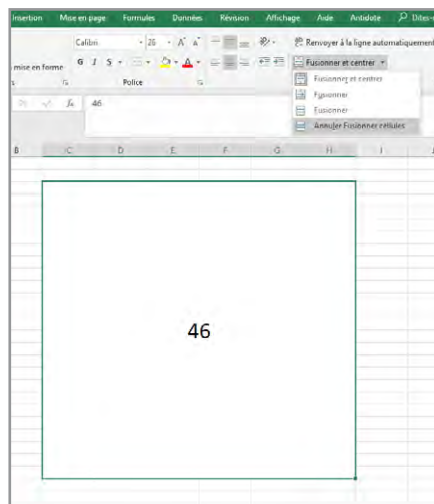 Insertion Mise en page Formules Données Révision Affichage Aide Antidote Dites-
Calibri 26 A A Renvoyer à la ligne automatiquement
mise en forme G I S A Fusionner et centrer
Police Fusionner et centrer
Fusionner
Fusionner
Annuler Fusionner cellules
fx 46
B C D E F G H I
46